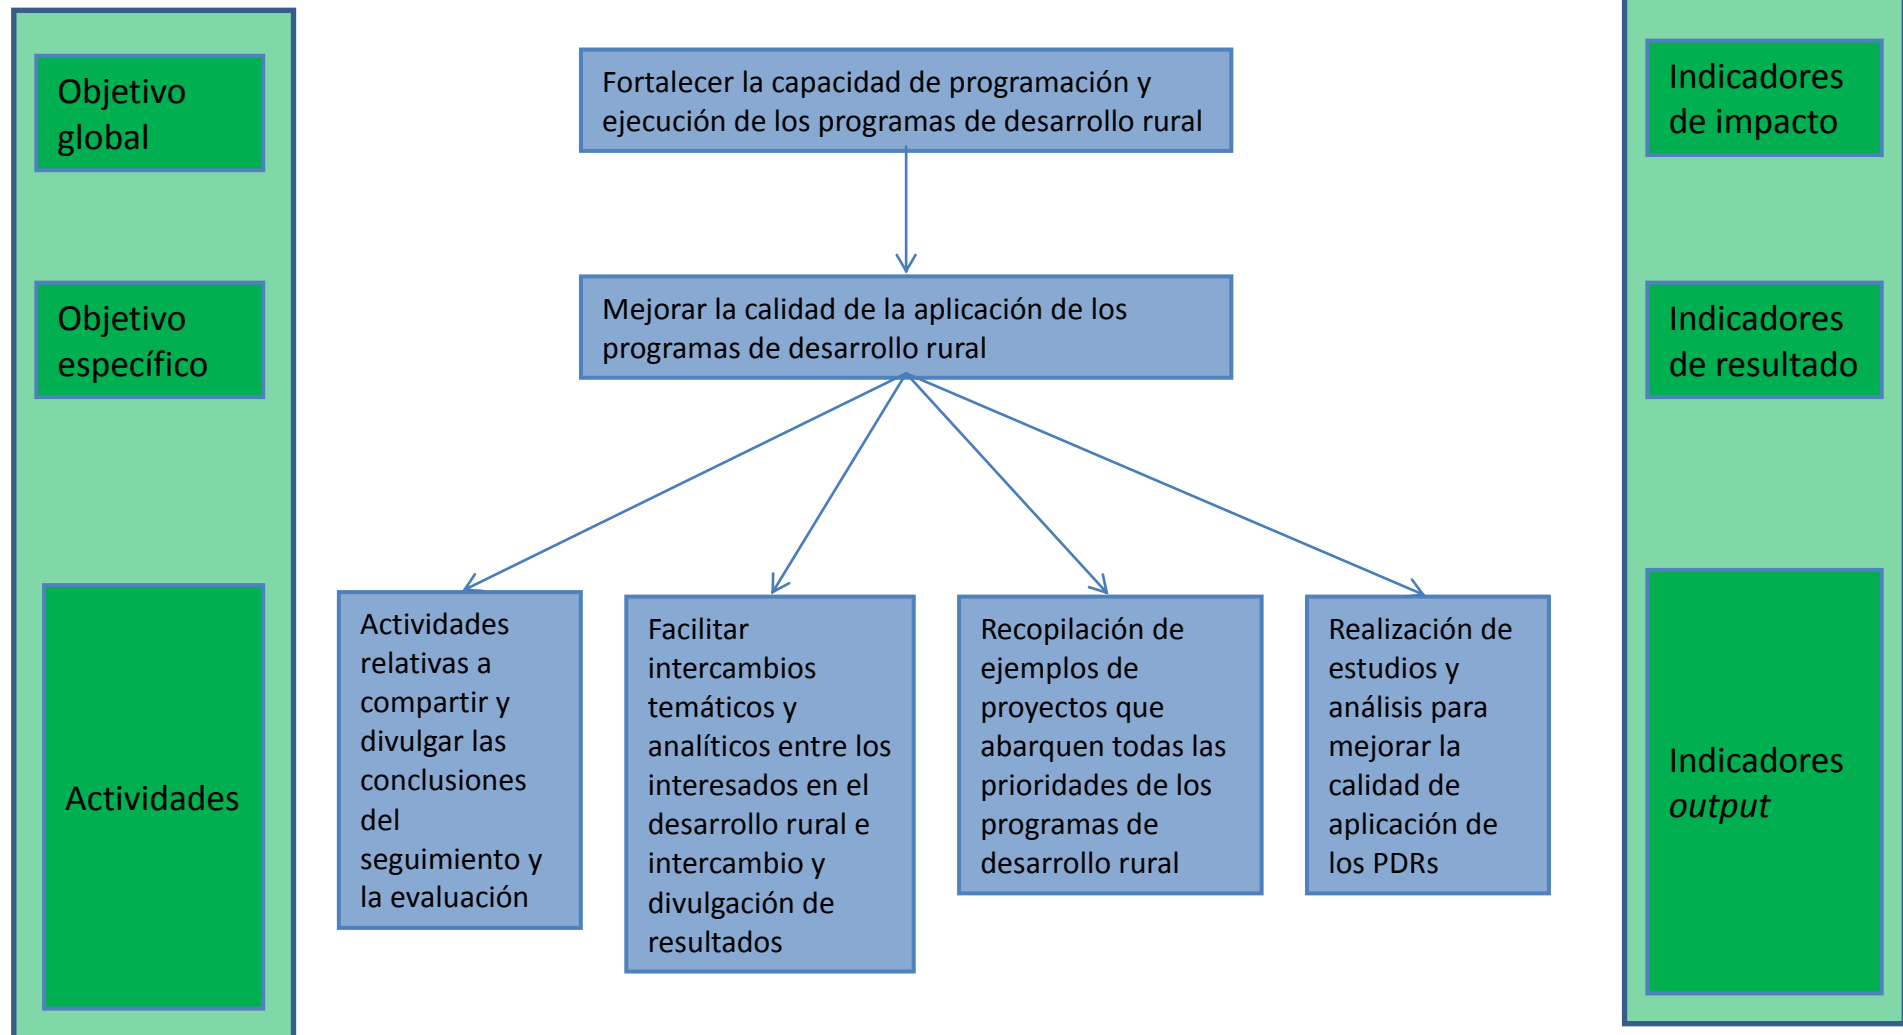 Objetivo
global
Fortalecer la capacidad de programación y
ejecución de los programas de desarrollo rural
Indicadores
de impacto
Objetivo
específico
Mejorar la calidad de la aplicación de los
programas de desarrollo rural
Indicadores
de resultado
Actividades
Actividades
relativas a
compartir y
divulgar las
conclusiones
del
seguimiento y
la evaluación
Facilitar
intercambios
temáticos y
analíticos entre los
interesados en el
desarrollo rural e
intercambio y
divulgación de
resultados
Recopilación de
ejemplos de
proyectos que
abarquen todas las
prioridades de los
programas de
desarrollo rural
Realización de
estudios y
análisis para
mejorar la
calidad de
aplicación de
los PDRs
Indicadores
output